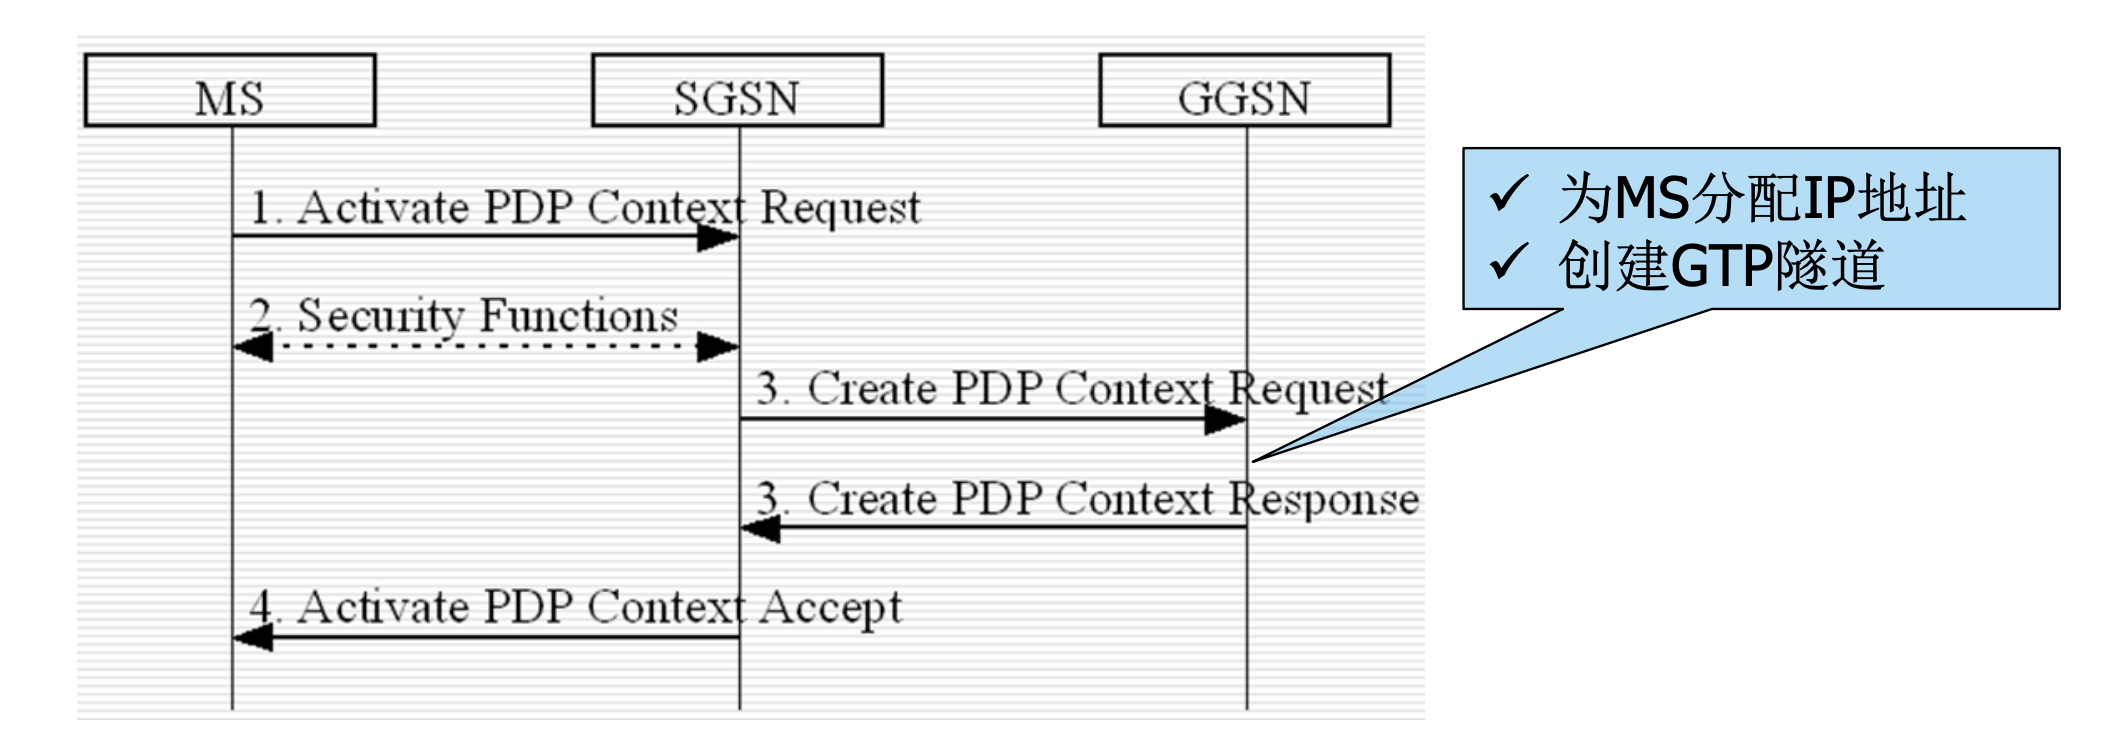 MS
SGSN
GGSN
1. Activate PDP Context Request
2. Security Functions
3. Create PDP Context Request
3. Create PDP Context Response
4. Activate PDP Context Accept
✓ 为MS分配IP地址
✓ 创建GTP隧道